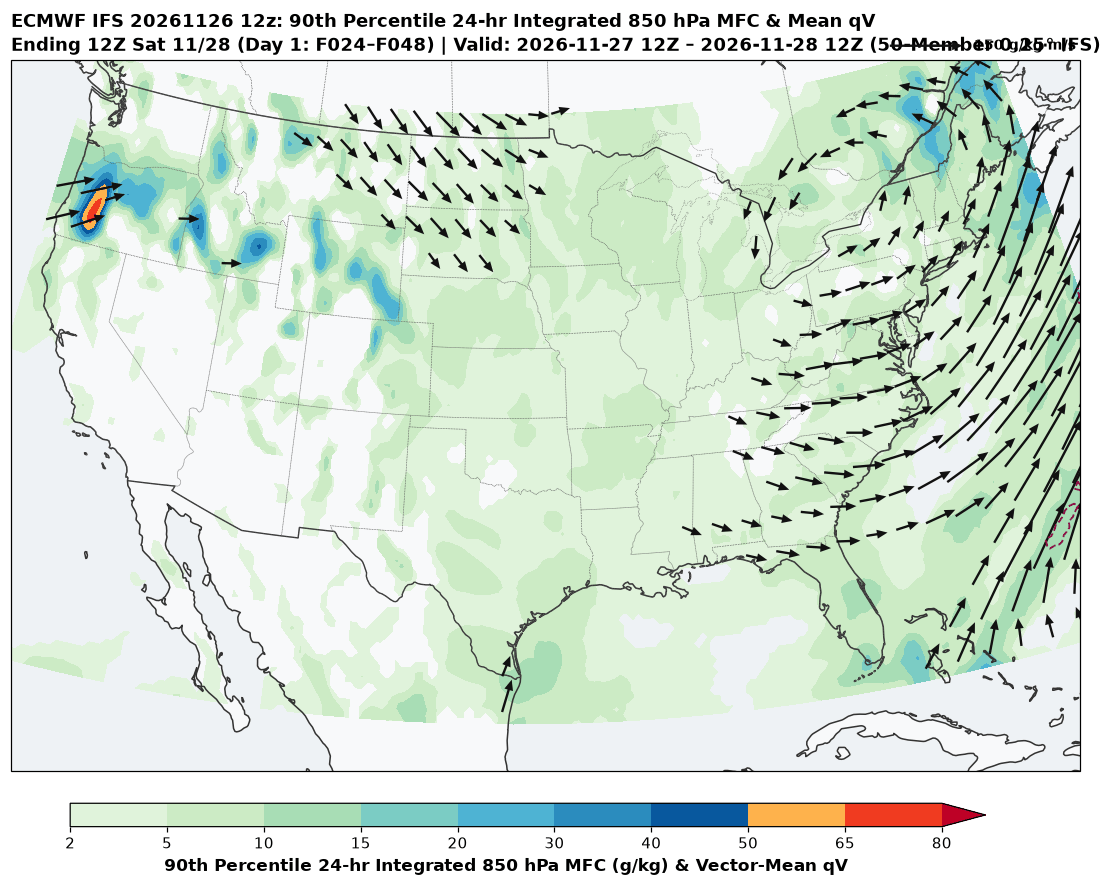 ECMWF IFS 20261126 12z: 90th Percentile 24-hr Integrated 850 hPa MFC & Mean qV
Ending 12Z Sat 11/28 (Day 1: F024–F048) | Valid: 2026-11-27 12Z – 2026-11-28 12Z (50-Member 0.25° IFS)
2 5 10 15 20 30 40 50 65 80
90th Percentile 24-hr Integrated 850 hPa MFC (g/kg) & Vector-Mean qV